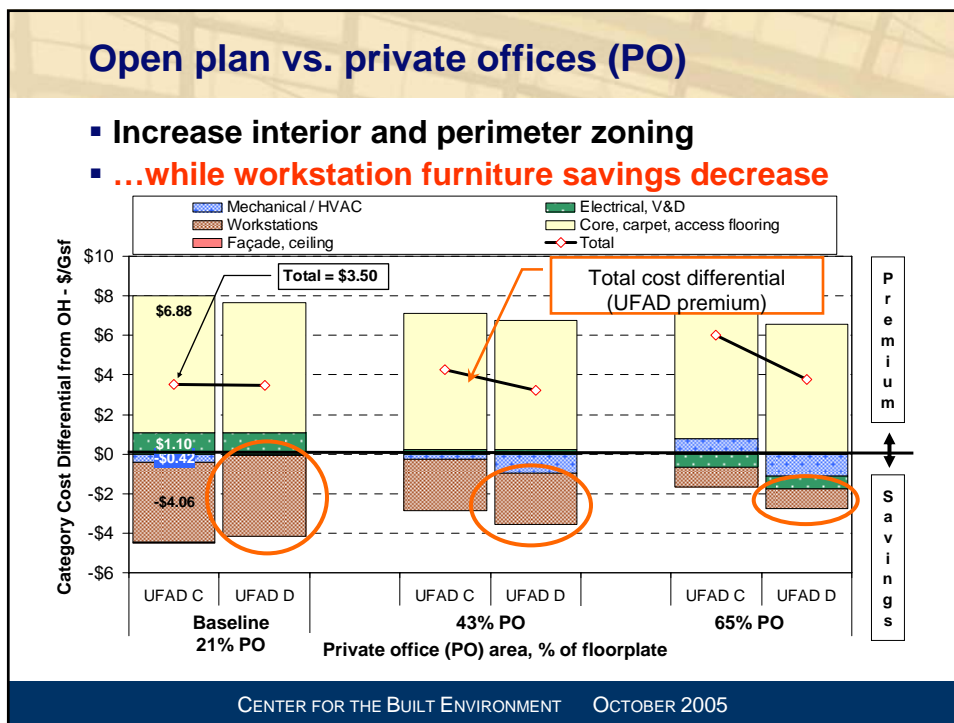 Open plan vs. private offices (PO)
▪ Increase interior and perimeter zoning
▪ …while workstation furniture savings decrease
Mechanical / HVAC
Electrical, V&D
Workstations
Core, carpet, access flooring
Façade, ceiling
Total
Category Cost Differential from OH - $/Gsf
$10
$8
$6
$4
$2
$0
-$2
-$4
-$6
Total = $3.50
Total cost differential
(UFAD premium)
$6.88
$1.10
-$0.42
-$4.06
Premium
Savings
UFAD C
UFAD D
UFAD C
UFAD D
UFAD C
UFAD D
Baseline
21% PO
43% PO
65% PO
Private office (PO) area, % of floorplate
CENTER FOR THE BUILT ENVIRONMENT OCTOBER 2005